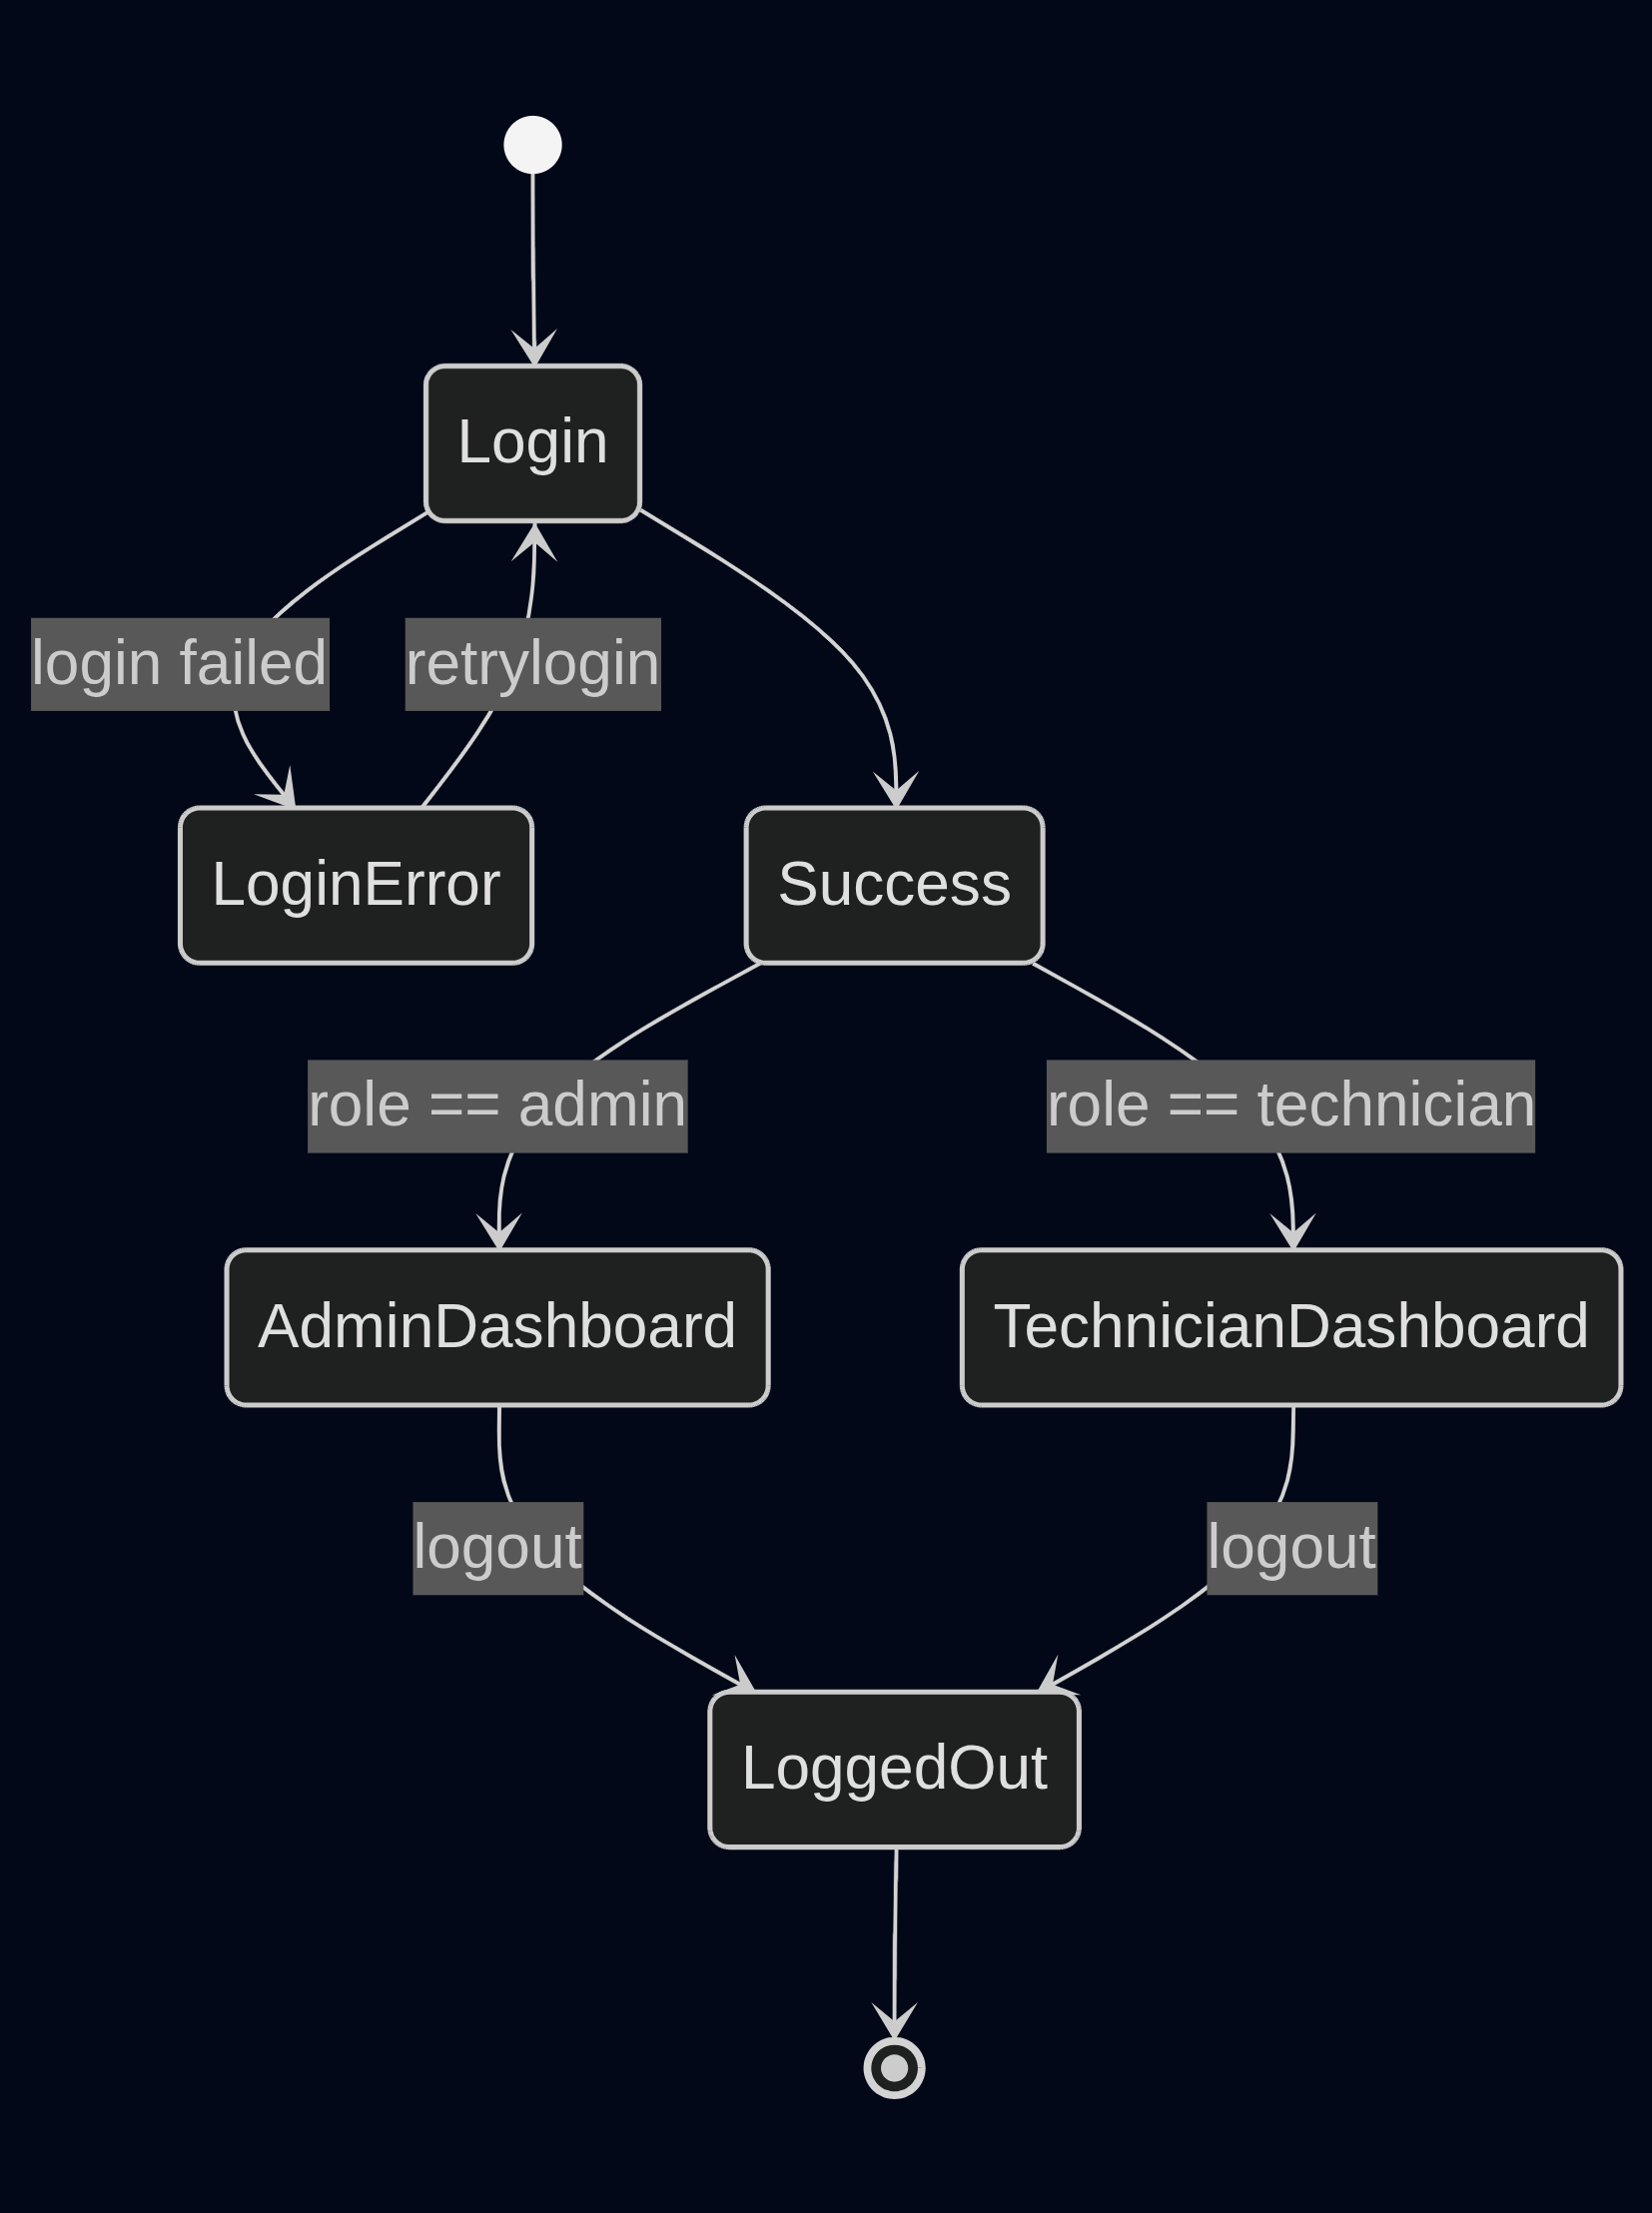 Login
login failed
retrylogin
LoginError
Success
role == admin
role == technician
AdminDashboard
TechnicianDashboard
logout
logout
LoggedOut